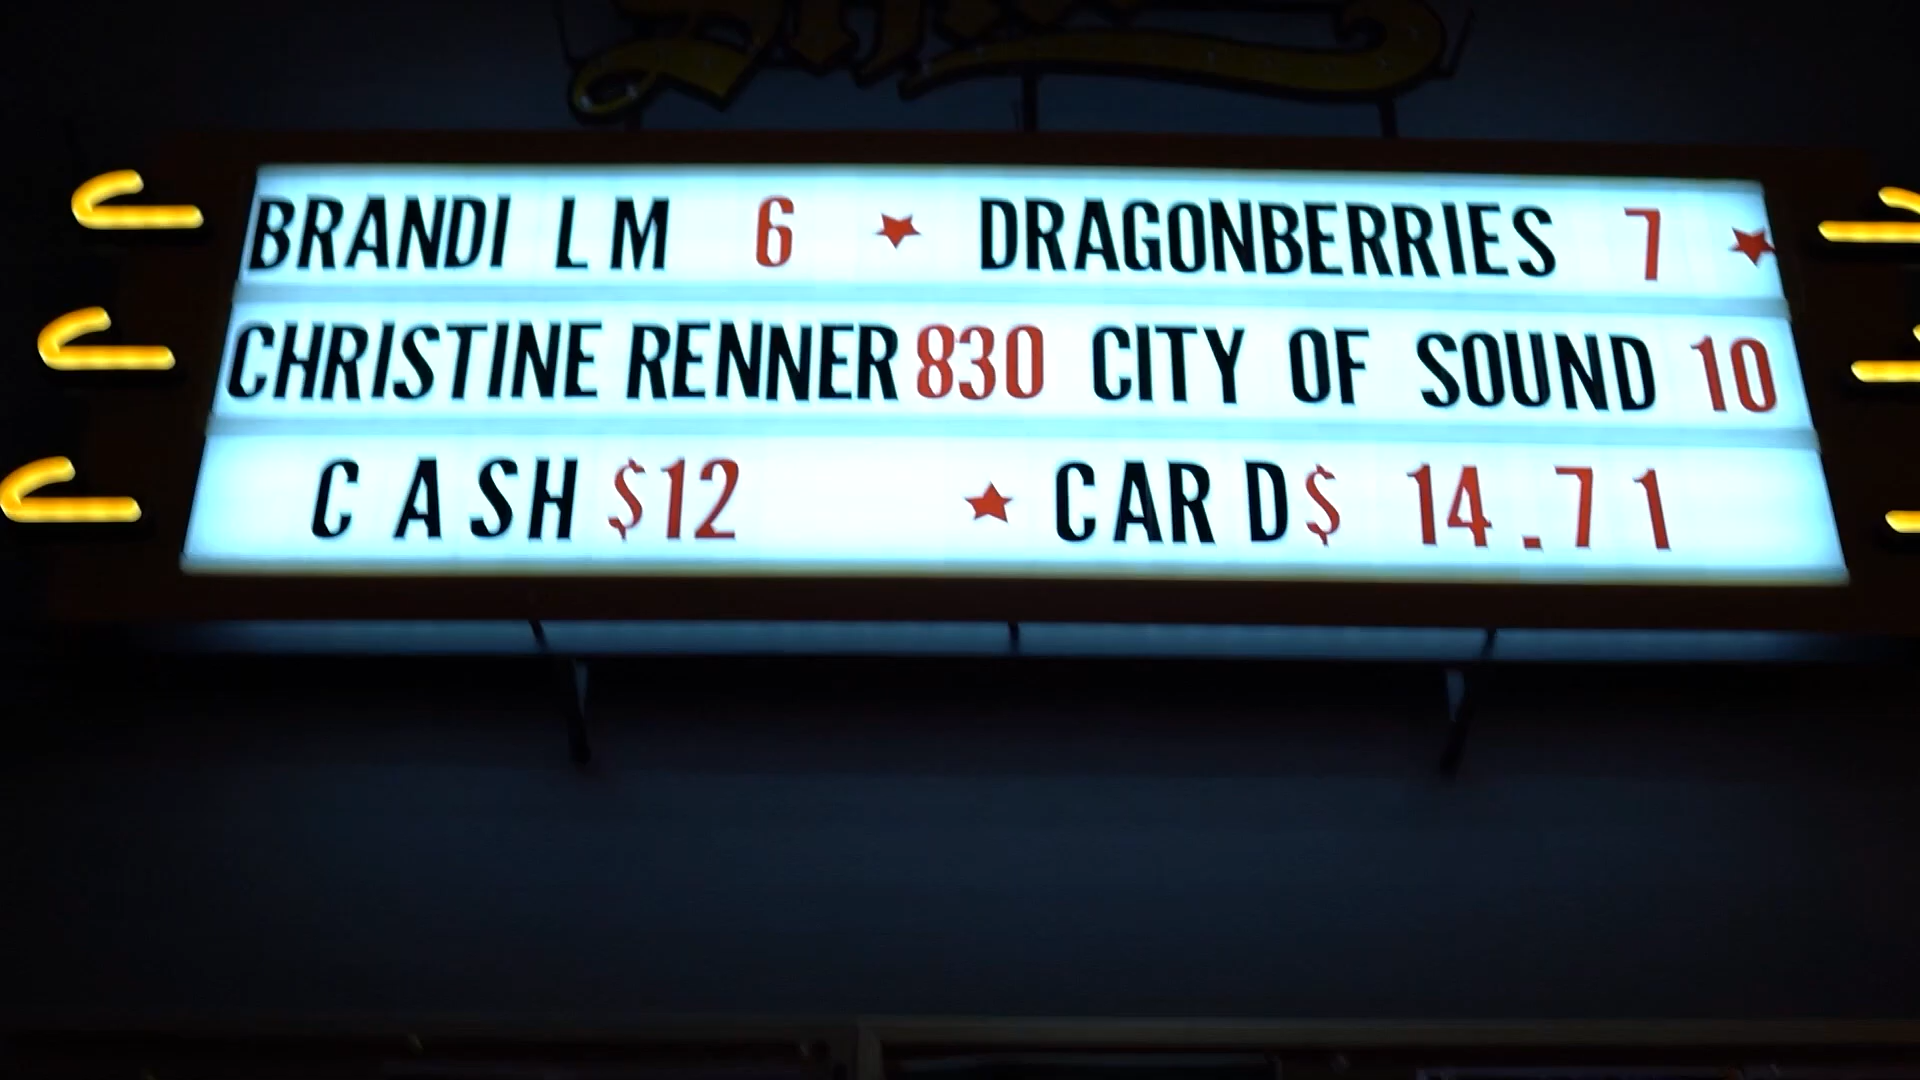 BRANDI LM 6 ★ DRAGONBERRIES 7 ★
CHRISTINE RENNER 830 CITY OF SOUND 10
CASH $12 ★ CARD $14.71